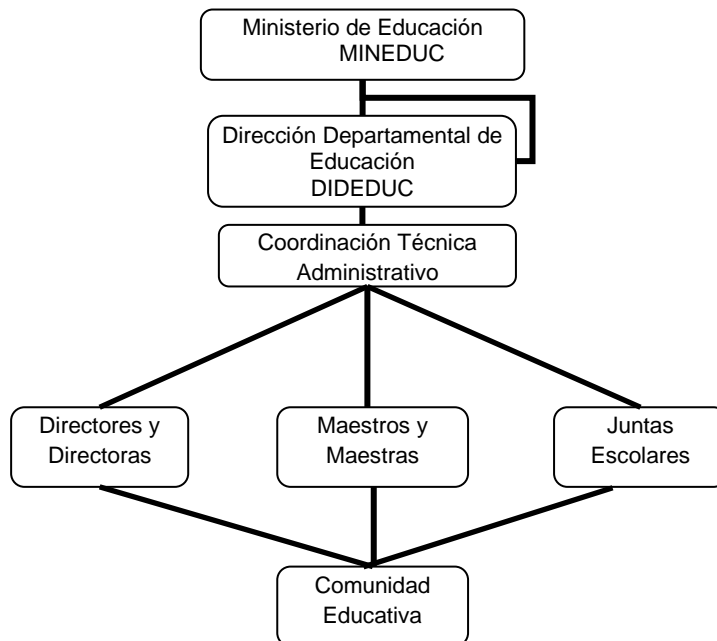 Ministerio de Educación
MINEDUC
Dirección Departamental de
Educación
DIDEDUC
Coordinación Técnica
Administrativo
Directores y
Directoras
Maestros y
Maestras
Juntas
Escolares
Comunidad
Educativa